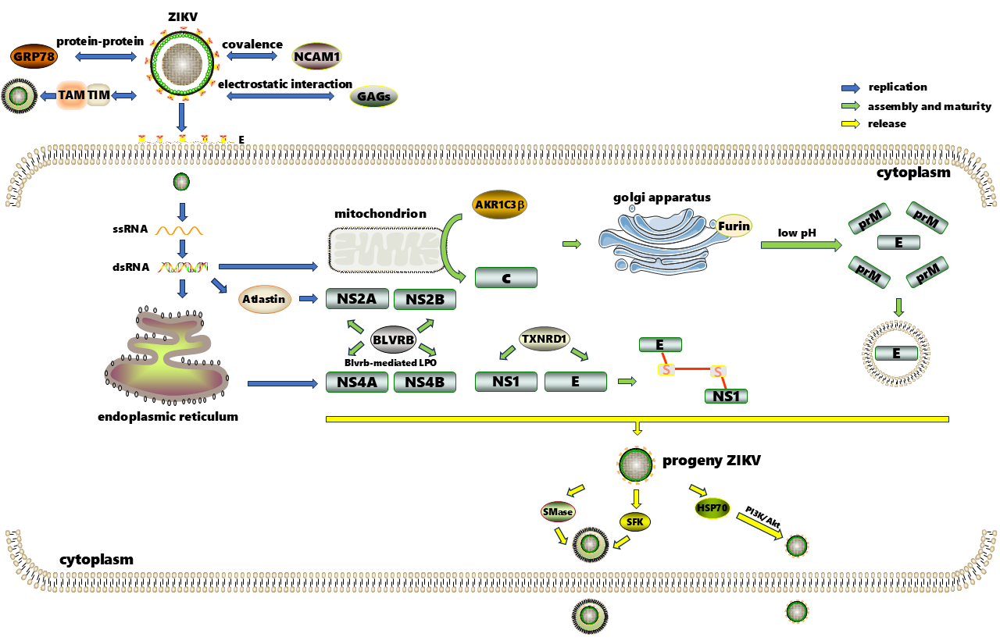 ZIKV
protein-protein
covalence
GRP78
NCAM1
electrostatic interaction
TAM
TIM
GAGs
replication
assembly and maturity
release
E
cytoplasm
AKR1C3β
golgi apparatus
mitochondrion
ssRNA
Furin
low pH
prM
prM
E
prM
prM
dsRNA
C
Atlastin
NS2A
NS2B
BLVRB
TXNRD1
Blvrb-mediated LPO
E
S
S
E
NS4A
NS4B
NS1
E
NS1
endoplasmic reticulum
progeny ZIKV
SMase
SFK
HSP70
PI3K/Akt
cytoplasm